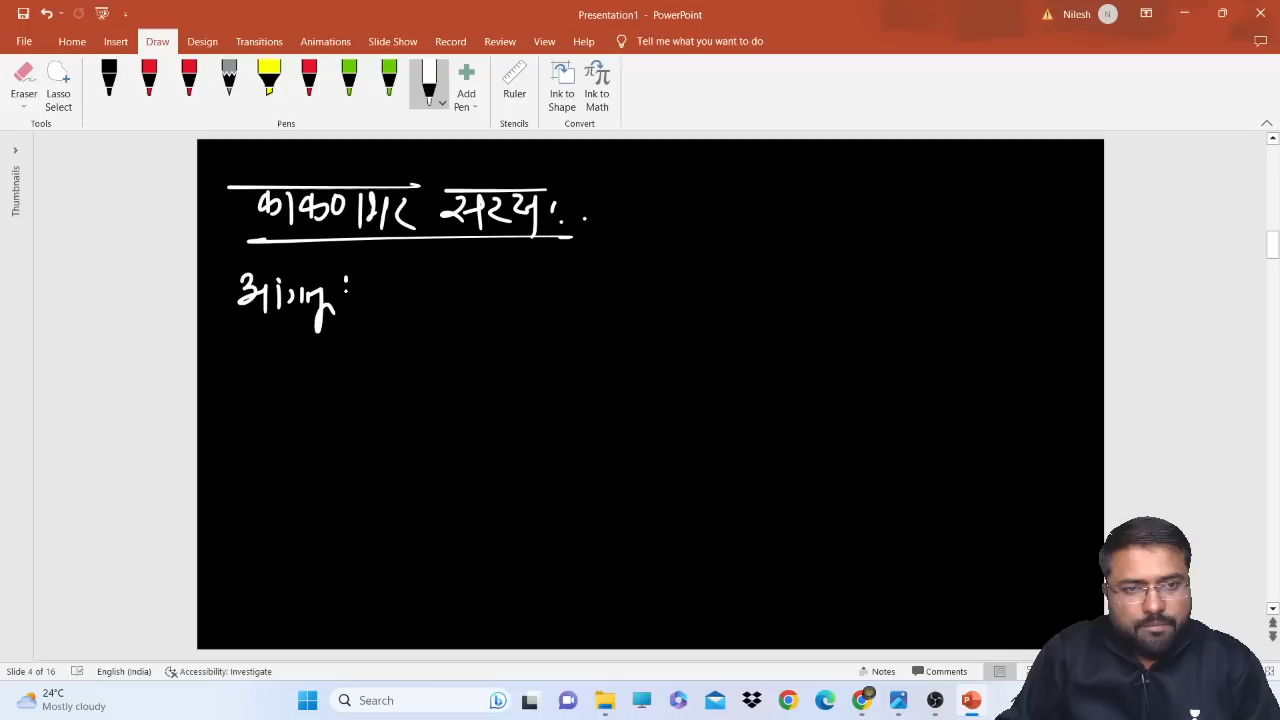 Presentation1 - PowerPoint
Nilesh N
File Home Insert Draw Design Transitions Animations Slide Show Record Review View Help Tell me what you want to do
Eraser
Lasso Select
Add Pen
Ruler
Ink to Shape
Ink to Math
Tools
Pens
Stencils
Convert
Thumbnails
Slide 4 of 16 English (India) Accessibility: Investigate Notes Comments
24°C
Mostly cloudy
Search